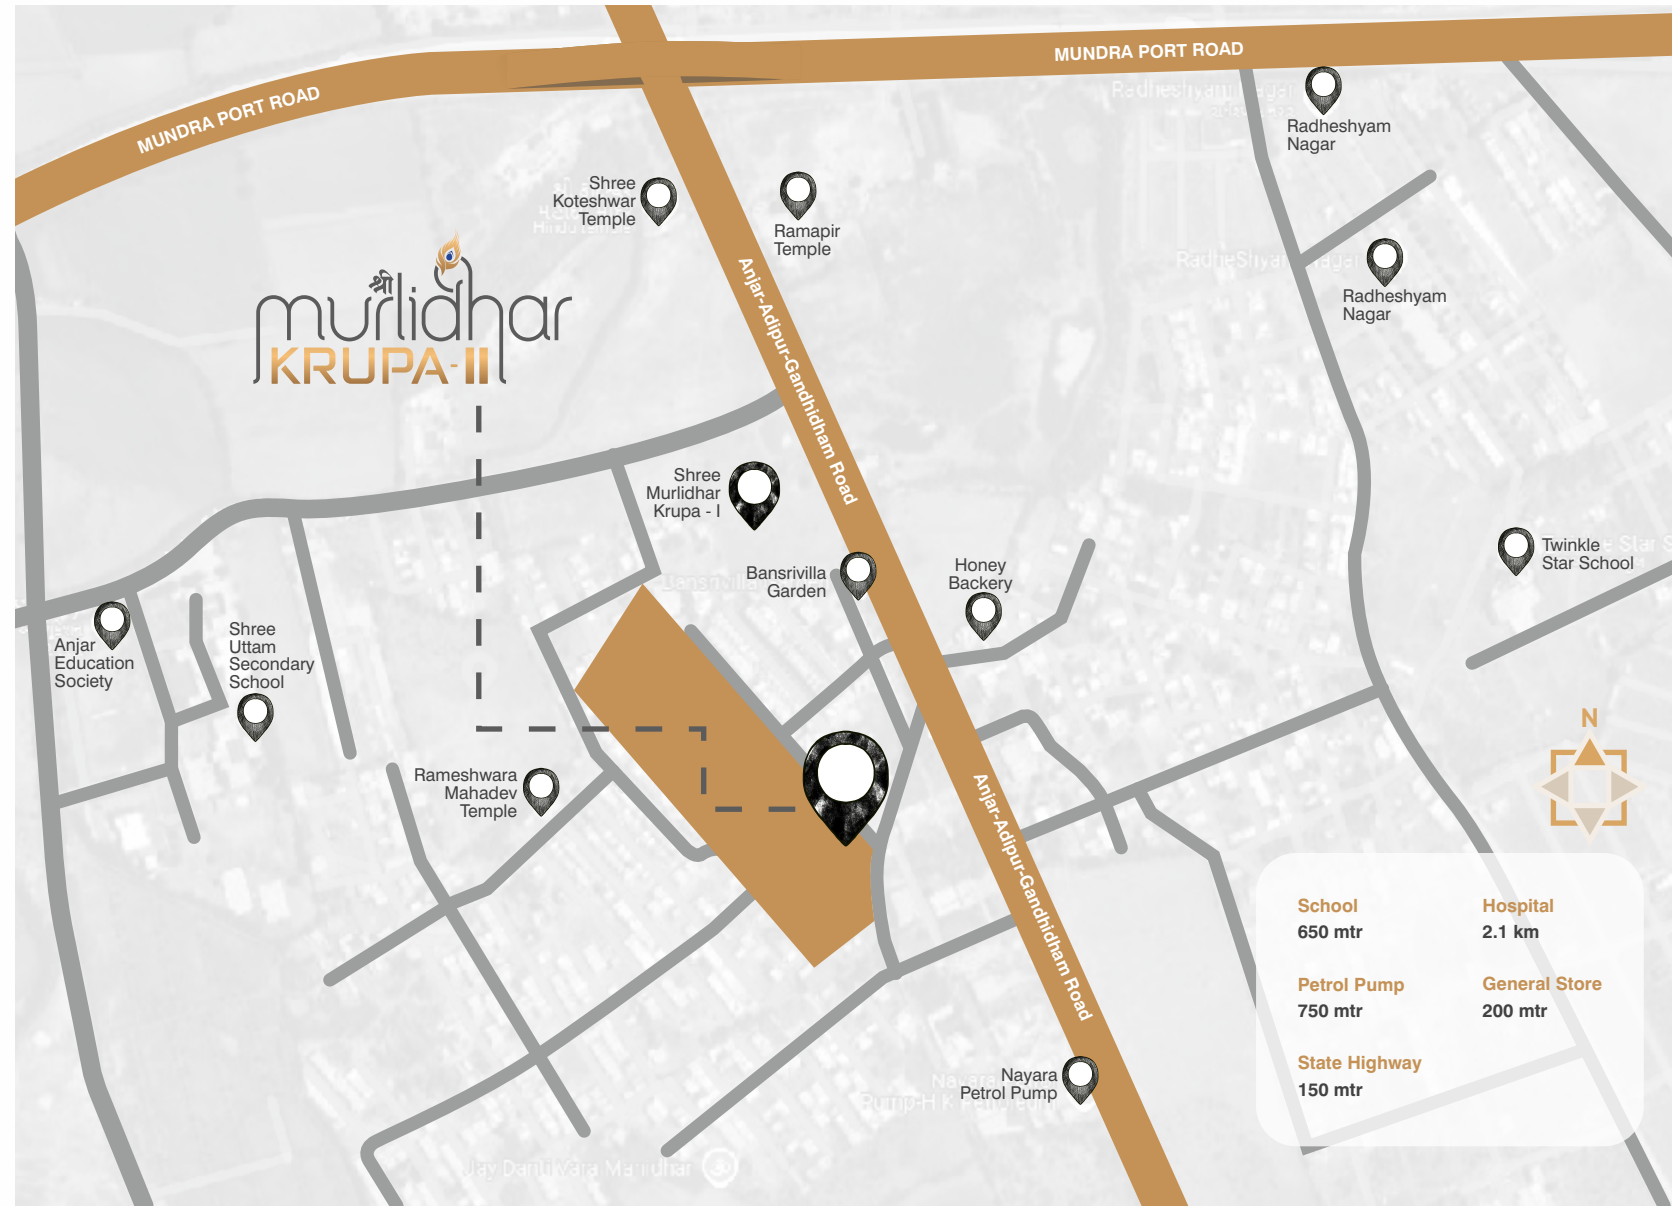 MUNDRA PORT ROAD
MUNDRA PORT ROAD
Radheshyam
Nagar
Shree
Koteshwar
Temple
Ramapir
Temple
Radheshyam
Nagar
श्री
murlidhar
KRUPA-II
Anjar-Adipur-Gandhidham Road
Shree
Murlidhar
Krupa - I
Bansrivilla
Garden
Honey
Backery
Twinkle
Star School
Anjar
Education
Society
Shree
Uttam
Secondary
School
Rameshwara
Mahadev
Temple
Anjar-Adipur-Gandhidham Road
N
School
650 mtr
Hospital
2.1 km
Petrol Pump
750 mtr
General Store
200 mtr
State Highway
150 mtr
Nayara
Petrol Pump